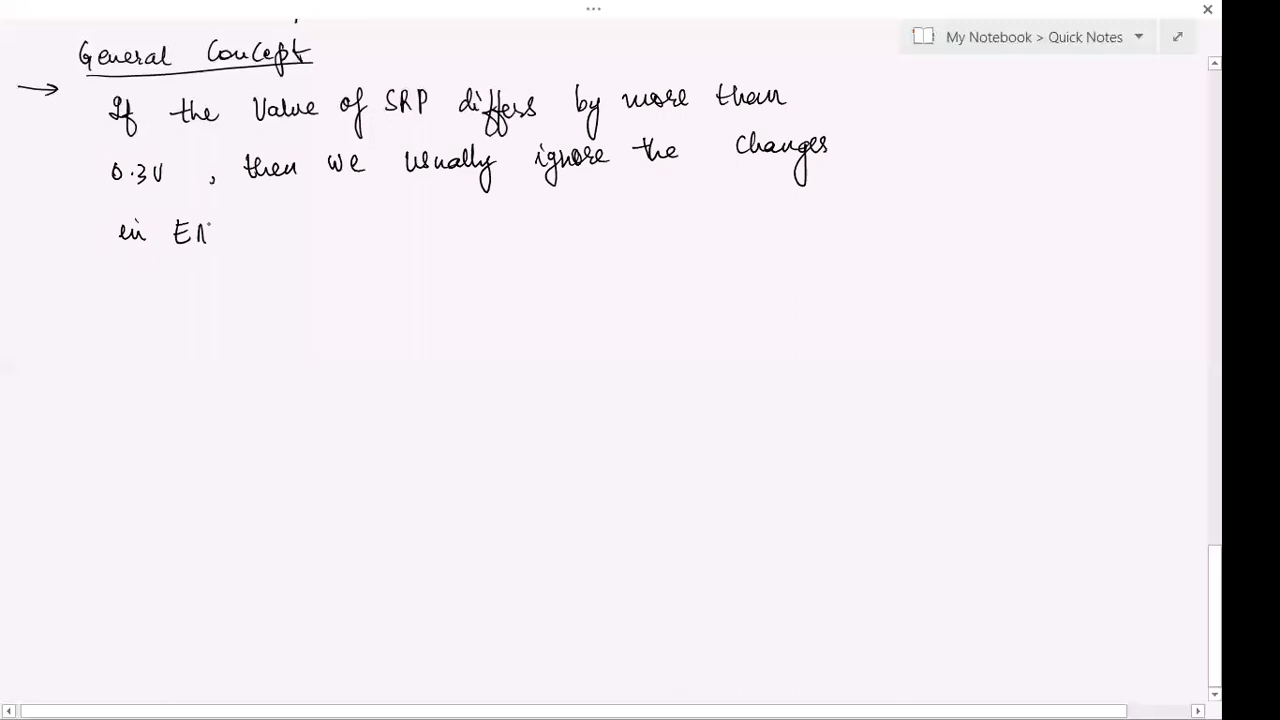 My Notebook > Quick Notes
General Concept
→ If the Value of SRP differs by more than
0.3V , then we usually ignore the changes
in